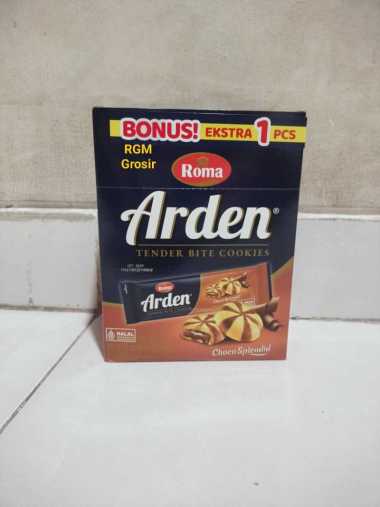 BONUS! EKSTRA 1 PCS
RGM
Grosir
Roma
Arden®
TENDER BITE COOKIES
Roma
Arden
Choco Splendid
HALAL